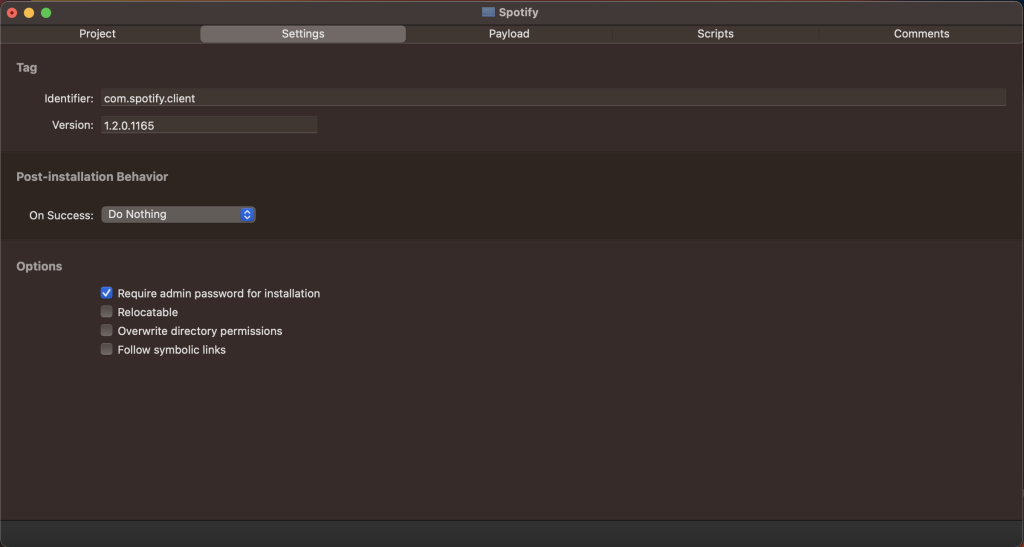 Spotify
Project Settings Payload Scripts Comments
Tag
Identifier: com.spotify.client
Version: 1.2.0.1165
Post-installation Behavior
On Success: Do Nothing
Options
Require admin password for installation
Relocatable
Overwrite directory permissions
Follow symbolic links